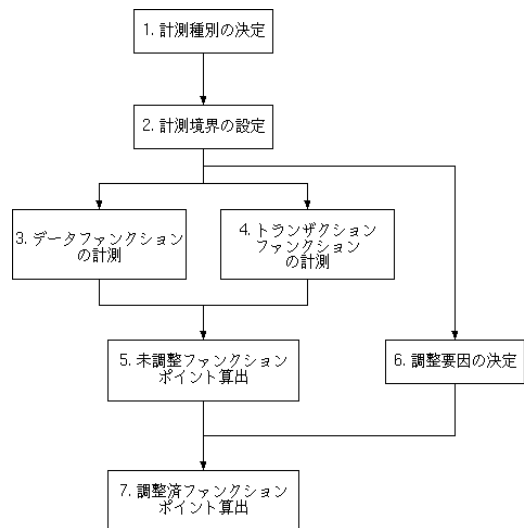 1. 計測種別の決定
2. 計測境界の設定
3. データファンクション
の計測
4. トランザクション
ファンクション
の計測
5. 未調整ファンクション
ポイント算出
6. 調整要因の決定
7. 調整済ファンクション
ポイント算出